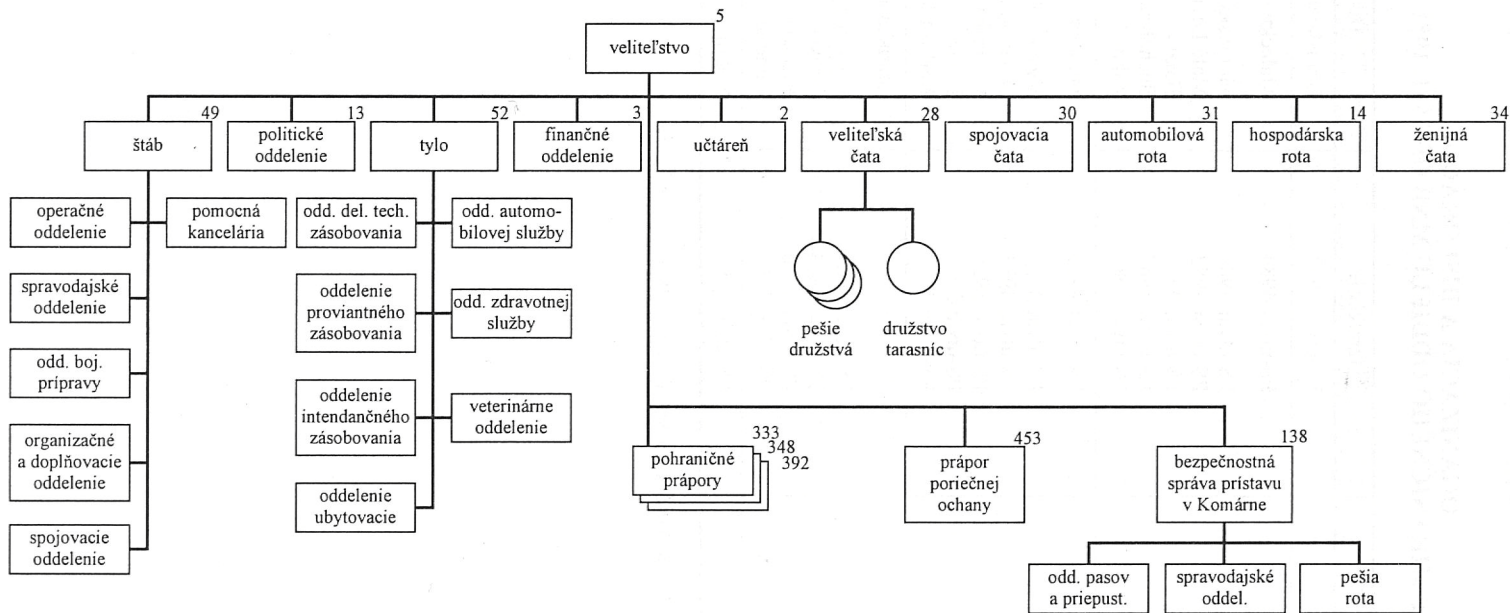 5
veliteľstvo
49
štáb
13
politické
oddelenie
52
tylo
3
finančné
oddelenie
2
učtáreň
28
veliteľská
čata
30
spojovacia
čata
31
automobilová
rota
14
hospodárska
rota
34
ženijná
čata
operačné
oddelenie
pomocná
kancelária
spravodajské
oddelenie
odd. boj.
prípravy
organizačné
a doplňovacie
oddelenie
spojovacie
oddelenie
odd. del. tech.
zásobovania
odd. automo-
bilovej služby
oddelenie
proviantného
zásobovania
odd. zdravotnej
služby
oddelenie
intendančného
zásobovania
veterinárne
oddelenie
oddelenie
ubytovacie
pešie
družstvá
družstvo
tarasníc
333
348
392
pohraničné
prápory
453
prápor
poriečnej
ochany
138
bezpečnostná
správa prístavu
v Komárne
odd. pasov
a priepust.
spravodajské
oddel.
pešia
rota